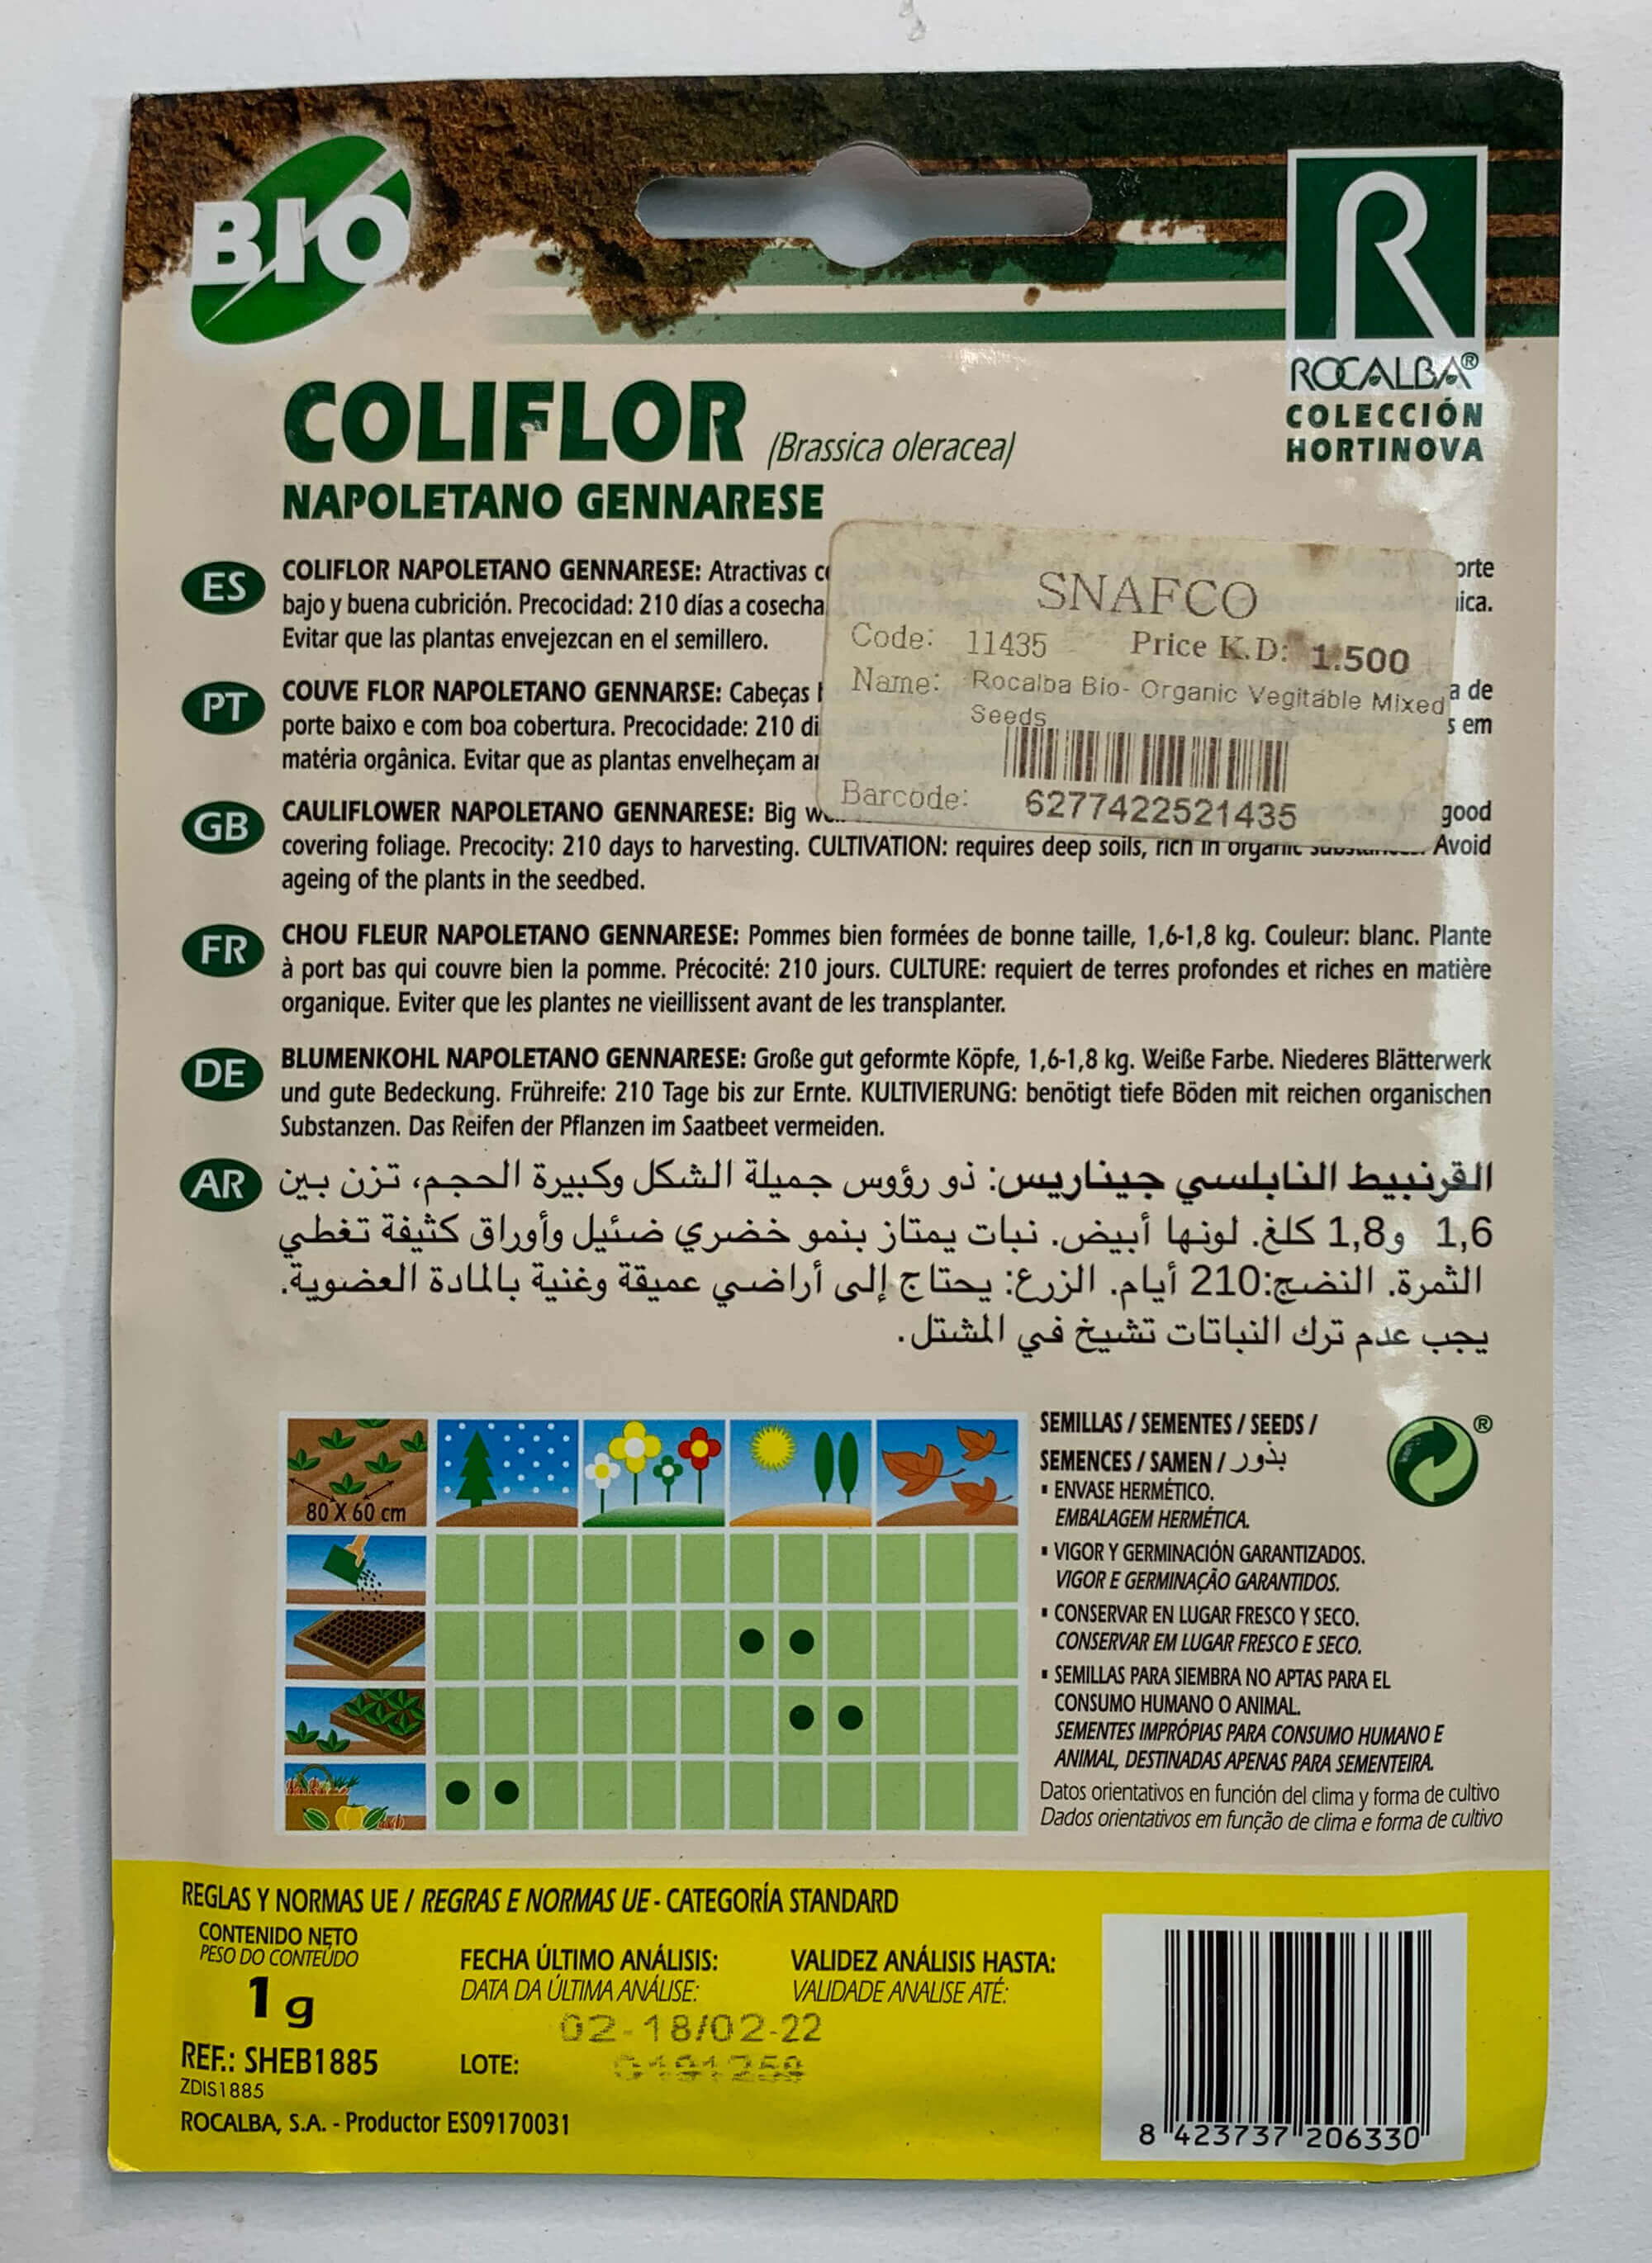 BIO
R
ROCALBA®
COLECCIÓN
HORTINOVA
COLIFLOR (Brassica oleracea)
NAPOLETANO GENNARESE
ES
COLIFLOR NAPOLETANO GENNARESE: Atractivas
bajo y buena cubrición. Precocidad: 210 días a cosecha
Evitar que las plantas envejezcan en el semillero.
SNAFCO
Code: 11435 Price K.D: 1.500
Name: Rocalba Bio- Organic Vegitable Mixed
Seeds
Barcode: 6277422521435
PT
COUVE FLOR NAPOLETANO GENNARSE: Cabeças a de
porte baixo e com boa cobertura. Precocidade: 210 em
matéria orgânica. Evitar que as plantas envelheçam
GB
CAULIFLOWER NAPOLETANO GENNARESE: Big good
covering foliage. Precocity: 210 days to harvesting. CULTIVATION: requires deep soils, rich in organic Avoid
ageing of the plants in the seedbed.
FR
CHOU FLEUR NAPOLETANO GENNARESE: Pommes bien formées de bonne taille, 1,6-1,8 kg. Couleur: blanc. Plante
à port bas qui couvre bien la pomme. Précocité: 210 jours. CULTURE: requiert de terres profondes et riches en matière
organique. Eviter que les plantes ne vieillissent avant de les transplanter.
DE
BLUMENKOHL NAPOLETANO GENNARESE: Große gut geformte Köpfe, 1,6-1,8 kg. Weiße Farbe. Niederes Blätterwerk
und gute Bedeckung. Frühreife: 210 Tage bis zur Ernte. KULTIVIERUNG: benötigt tiefe Böden mit reichen organischen
Substanzen. Das Reifen der Pflanzen im Saatbeet vermeiden.
AR
القرنبيط النابلسي جيناريس: ذو رؤوس جميلة الشكل وكبيرة الحجم، تزن بين
1,6 و1,8 كلغ. لونها أبيض. نبات يمتاز بنمو خضري ضئيل وأوراق كثيفة تغطي
الثمرة. النضج:210 أيام. الزرع: يحتاج إلى أراضي عميقة وغنية بالمادة العضوية.
يجب عدم ترك النباتات تشيخ في المشتل.
80 X 60 cm
SEMILLAS / SEMENTES / SEEDS /
SEMENCES / SAMEN / بذور
®
▪ ENVASE HERMÉTICO.
EMBALAGEM HERMÉTICA.
▪ VIGOR Y GERMINACIÓN GARANTIZADOS.
VIGOR E GERMINAÇÃO GARANTIDOS.
▪ CONSERVAR EN LUGAR FRESCO Y SECO.
CONSERVAR EM LUGAR FRESCO E SECO.
▪ SEMILLAS PARA SIEMBRA NO APTAS PARA EL
CONSUMO HUMANO O ANIMAL.
SEMENTES IMPRÓPIAS PARA CONSUMO HUMANO E
ANIMAL, DESTINADAS APENAS PARA SEMENTEIRA.
Datos orientativos en función del clima y forma de cultivo
Dados orientativos em função de clima e forma de cultivo
REGLAS Y NORMAS UE / REGRAS E NORMAS UE - CATEGORÍA STANDARD
CONTENIDO NETO
PESO DO CONTEÚDO
1 g
FECHA ÚLTIMO ANÁLISIS: VALIDEZ ANÁLISIS HASTA:
DATA DA ÚLTIMA ANÁLISE: VALIDADE ANALISE ATÉ:
02-18/02-22
REF.: SHEB1885
LOTE:
ZDIS1885
ROCALBA, S.A. - Productor ES09170031
8 423737 206330